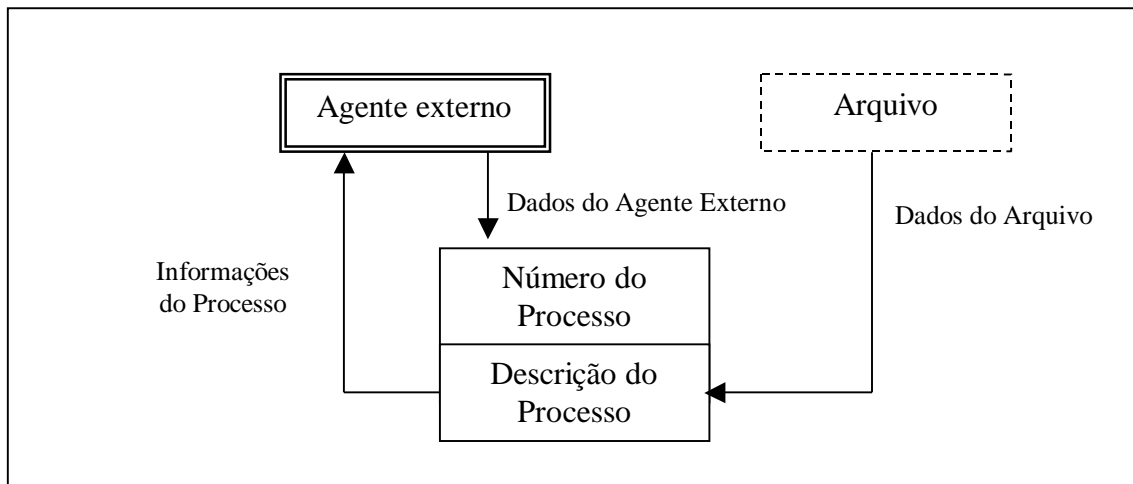 Agente externo
Arquivo
Dados do Agente Externo
Dados do Arquivo
Informações
do Processo
Número do
Processo
Descrição do
Processo